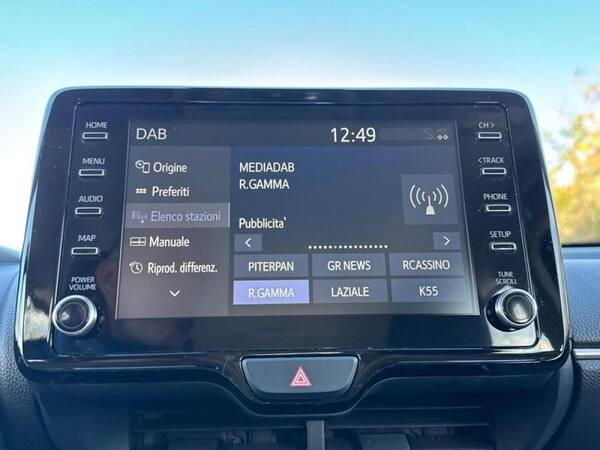 HOME
MENU
AUDIO
MAP
POWER
VOLUME
DAB
12:49
Origine
Preferiti
Elenco stazioni
Manuale
Riprod. differenz.
MEDIADAB
R.GAMMA
Pubblicita'
PITERPAN
GR NEWS
RCASSINO
R.GAMMA
LAZIALE
K55
CH >
< TRACK
PHONE
SETUP
TUNE
SCROLL